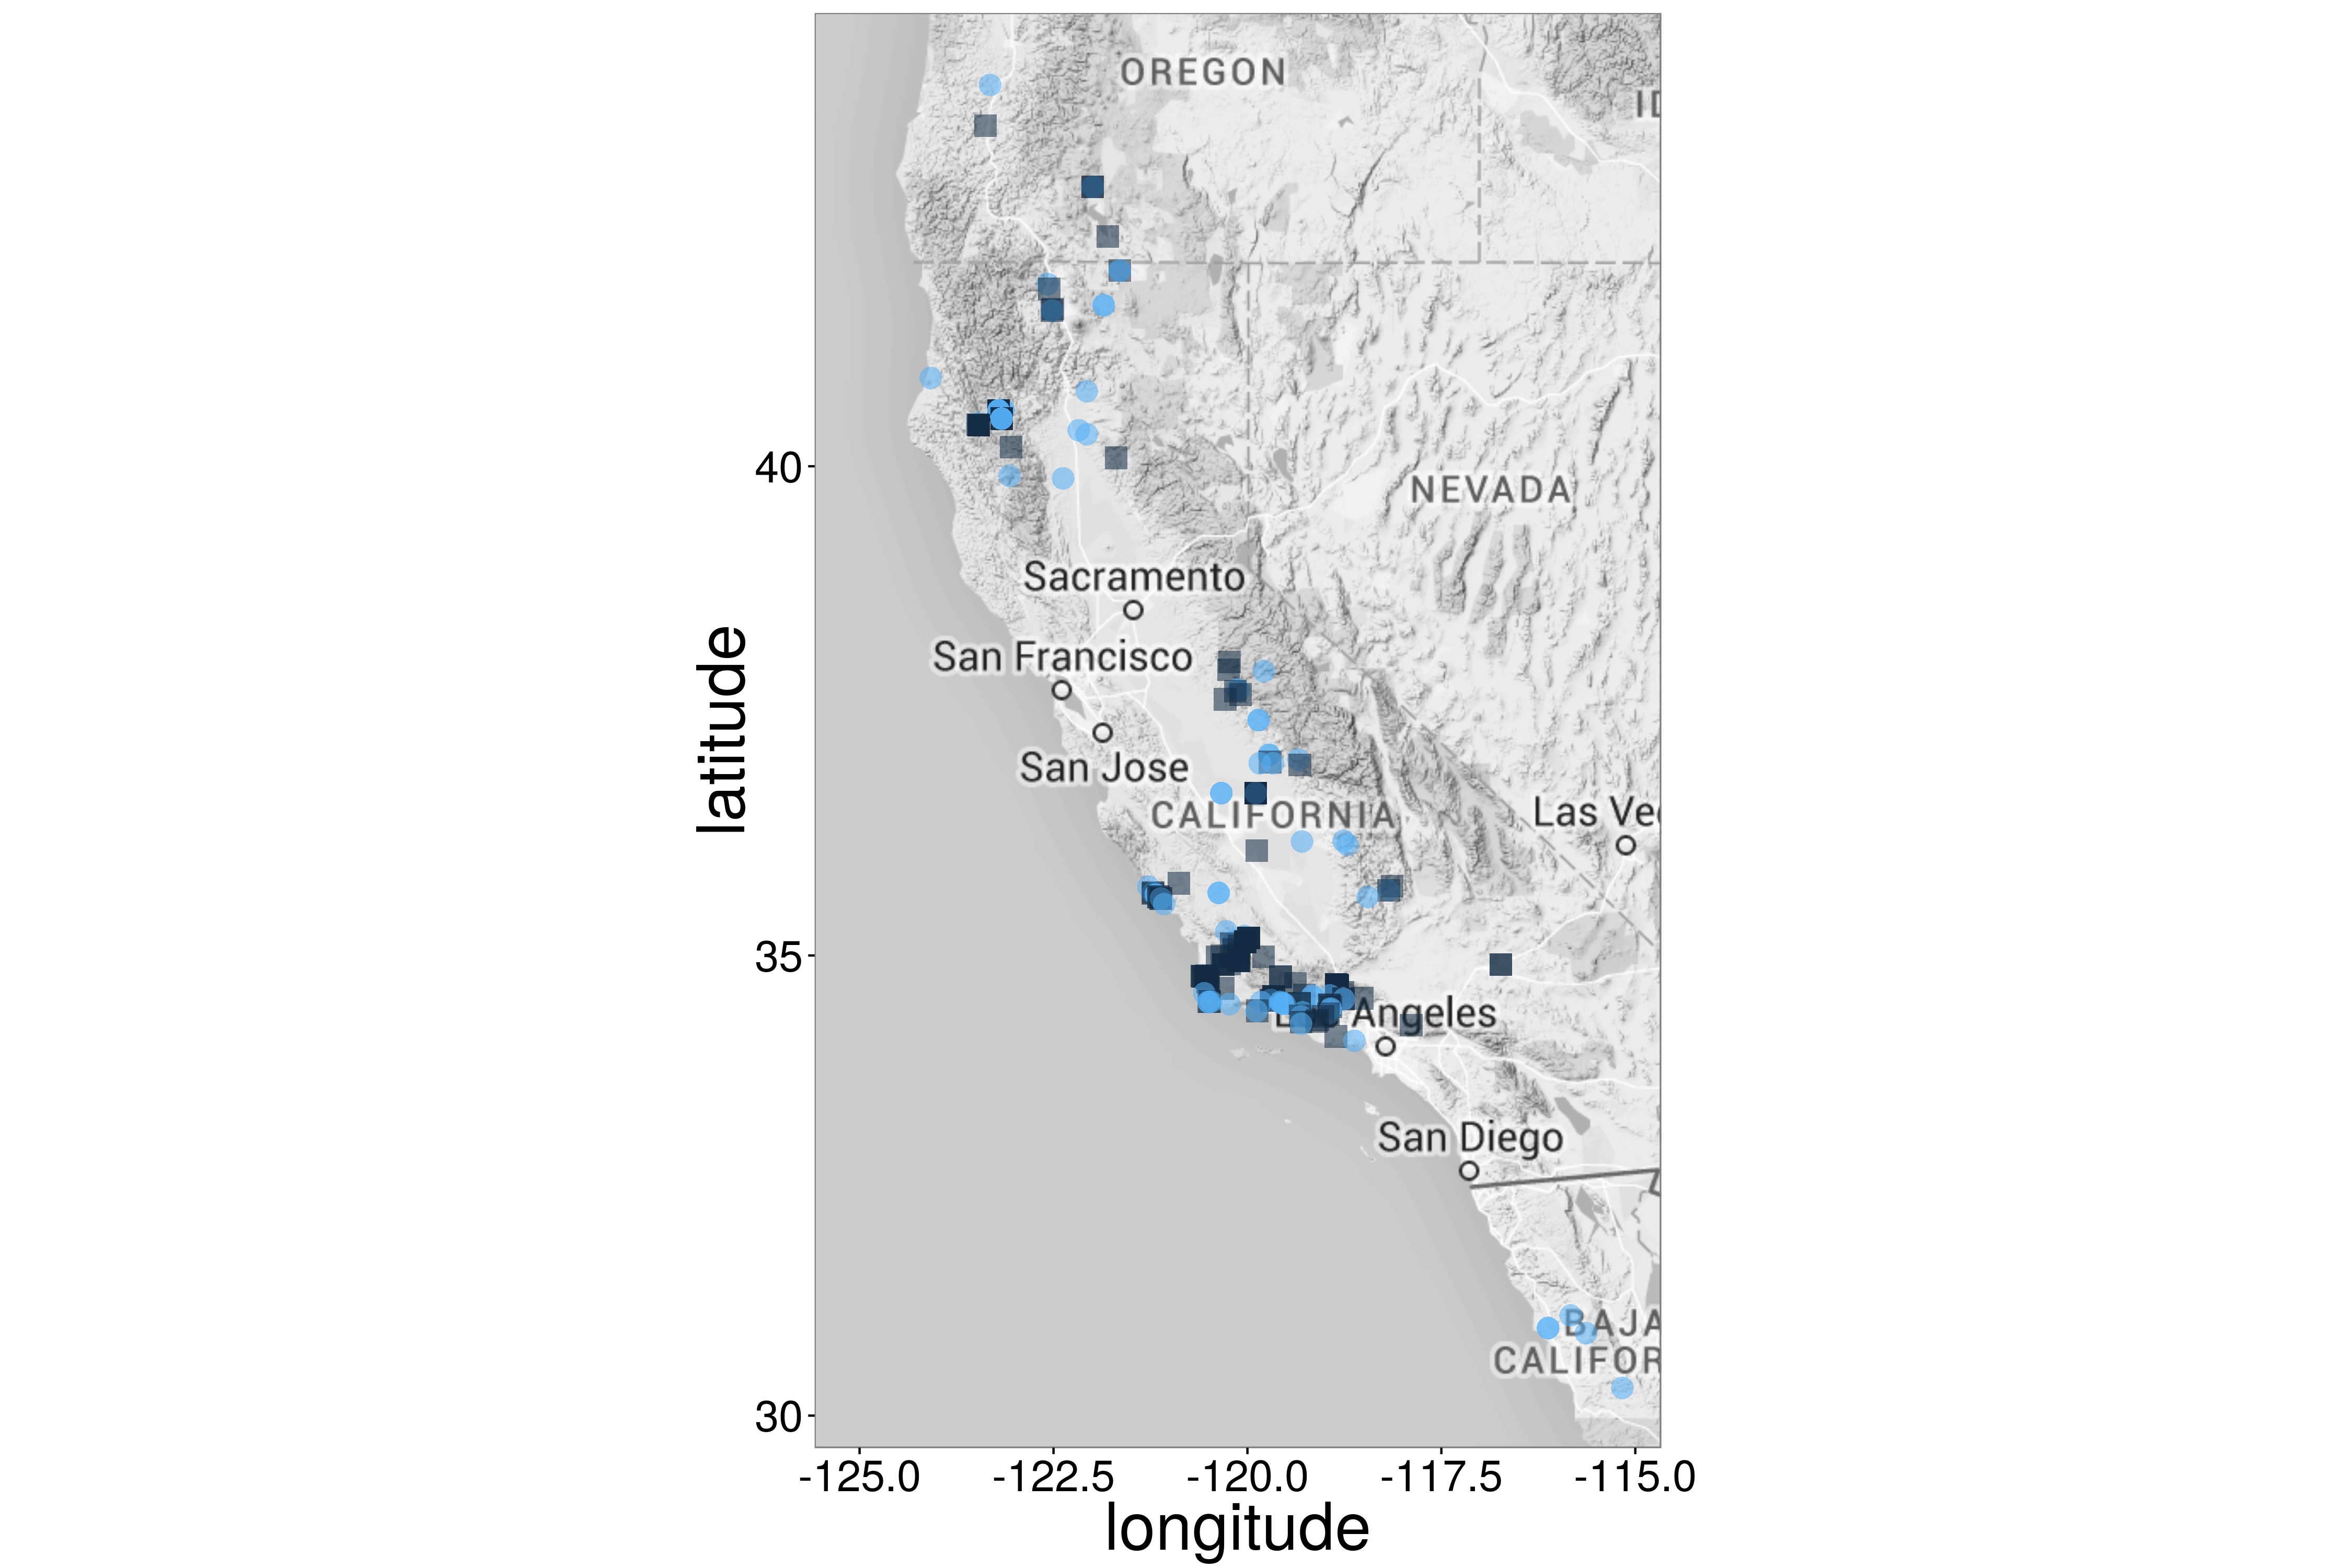 OREGON
ID
NEVADA
Sacramento
San Francisco
San Jose
CALIFORNIA
Las Ve
Angeles
San Diego
BAJA
CALIFOR
latitude
40
35
30
-125.0
-122.5
-120.0
-117.5
-115.0
longitude